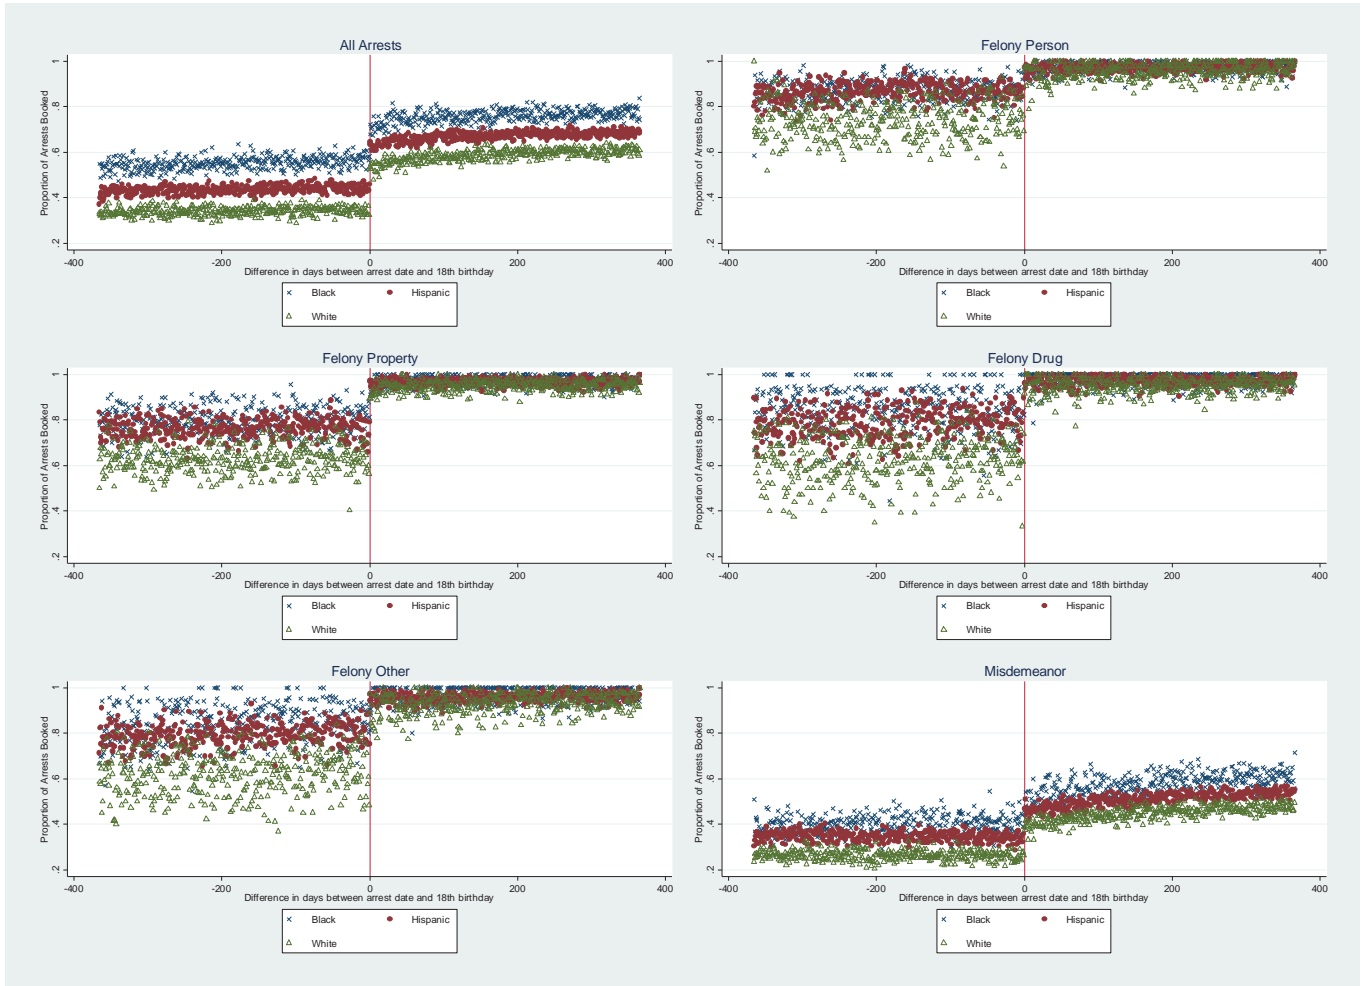 All Arrests
Proportion of Arrests Booked
1
.8
.6
.4
.2
-400
-200
0
200
400
Difference in days between arrest date and 18th birthday
Black
Hispanic
White
Felony Person
Proportion of Arrests Booked
1
.8
.6
.4
.2
-400
-200
0
200
400
Difference in days between arrest date and 18th birthday
Black
Hispanic
White
Felony Property
Proportion of Arrests Booked
1
.8
.6
.4
.2
-400
-200
0
200
400
Difference in days between arrest date and 18th birthday
Black
Hispanic
White
Felony Drug
Proportion of Arrests Booked
1
.8
.6
.4
.2
-400
-200
0
200
400
Difference in days between arrest date and 18th birthday
Black
Hispanic
White
Felony Other
Proportion of Arrests Booked
1
.8
.6
.4
.2
-400
-200
0
200
400
Difference in days between arrest date and 18th birthday
Black
Hispanic
White
Misdemeanor
Proportion of Arrests Booked
1
.8
.6
.4
.2
-400
-200
0
200
400
Difference in days between arrest date and 18th birthday
Black
Hispanic
White